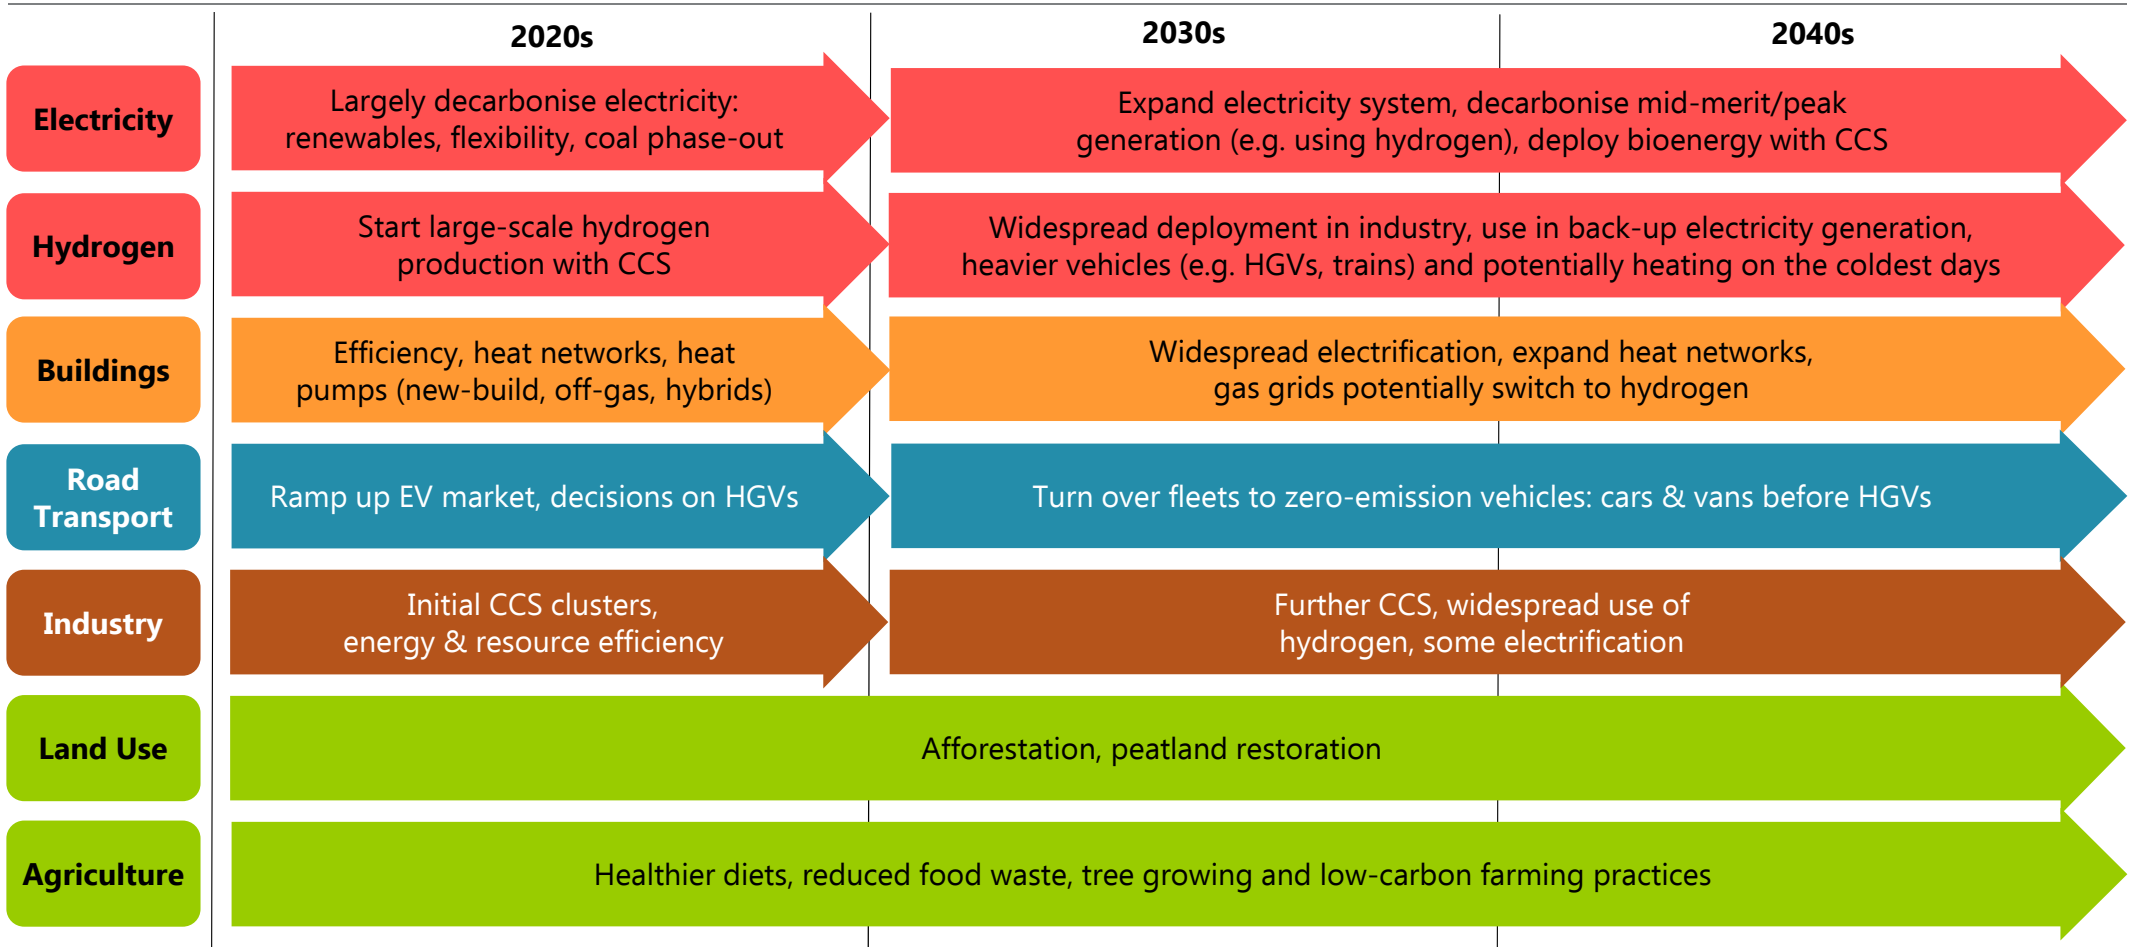 2020s
2030s
2040s
Electricity
Largely decarbonise electricity:
renewables, flexibility, coal phase-out
Expand electricity system, decarbonise mid-merit/peak
generation (e.g. using hydrogen), deploy bioenergy with CCS
Hydrogen
Start large-scale hydrogen
production with CCS
Widespread deployment in industry, use in back-up electricity generation,
heavier vehicles (e.g. HGVs, trains) and potentially heating on the coldest days
Buildings
Efficiency, heat networks, heat
pumps (new-build, off-gas, hybrids)
Widespread electrification, expand heat networks,
gas grids potentially switch to hydrogen
Road
Transport
Ramp up EV market, decisions on HGVs
Turn over fleets to zero-emission vehicles: cars & vans before HGVs
Industry
Initial CCS clusters,
energy & resource efficiency
Further CCS, widespread use of
hydrogen, some electrification
Land Use
Afforestation, peatland restoration
Agriculture
Healthier diets, reduced food waste, tree growing and low-carbon farming practices